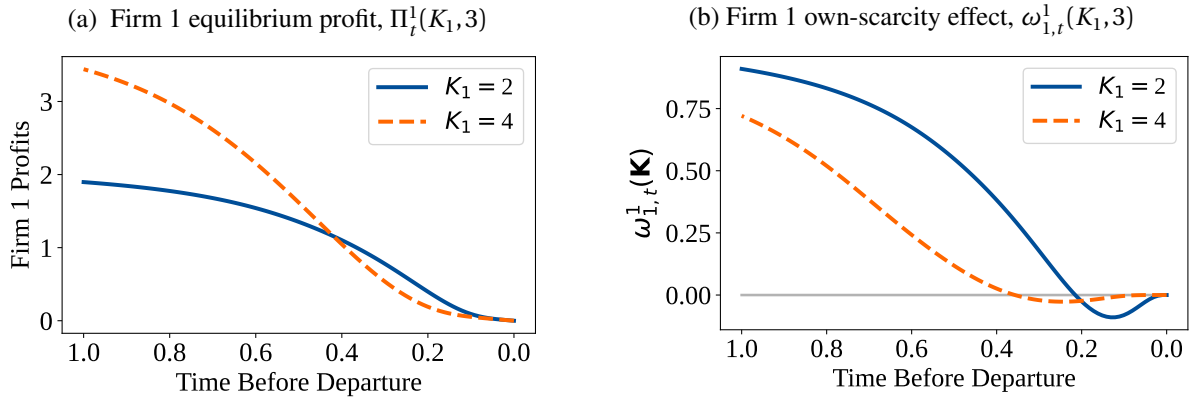 (a) Firm 1 equilibrium profit, Π¹ₜ(K₁,3)
Firm 1 Profits
3
2
1
0
K₁ = 2
K₁ = 4
1.0 0.8 0.6 0.4 0.2 0.0
Time Before Departure
(b) Firm 1 own-scarcity effect, ω¹₁,ₜ(K₁,3)
ω¹₁,ₜ(𝐊)
0.75
0.50
0.25
0.00
K₁ = 2
K₁ = 4
1.0 0.8 0.6 0.4 0.2 0.0
Time Before Departure